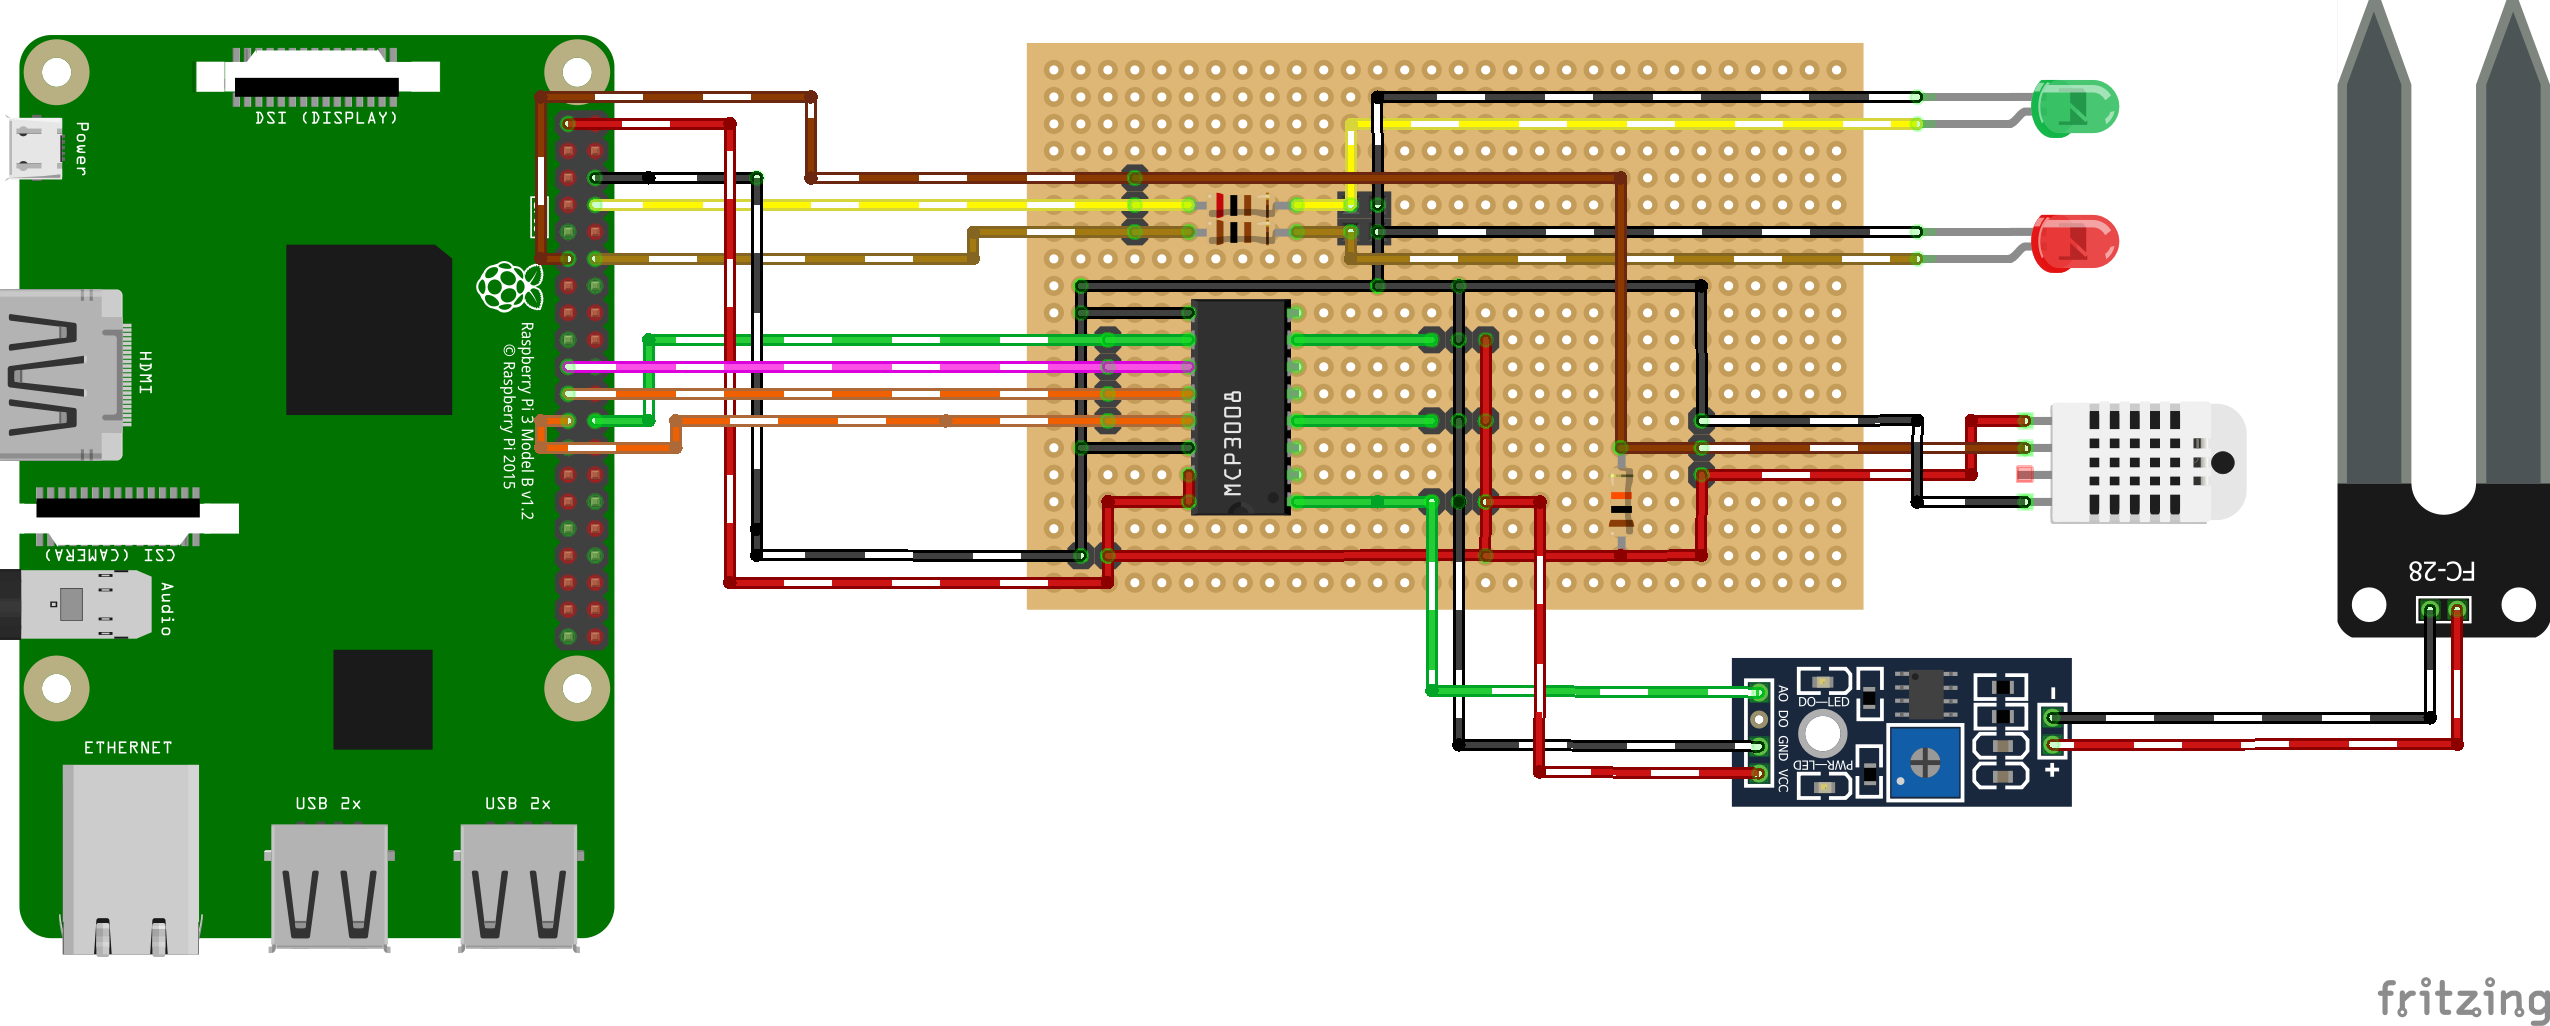 DSI (DISPLAY)
Power
HDMI
Raspberry Pi 3 Model B v1.2
© Raspberry Pi 2015
CSI (CAMERA)
Audio
ETHERNET
USB 2x
USB 2x
MCP3008
FC-28
AO
DO
GND
VCC
DO-LED
PWR-LED
-
+
fritzing